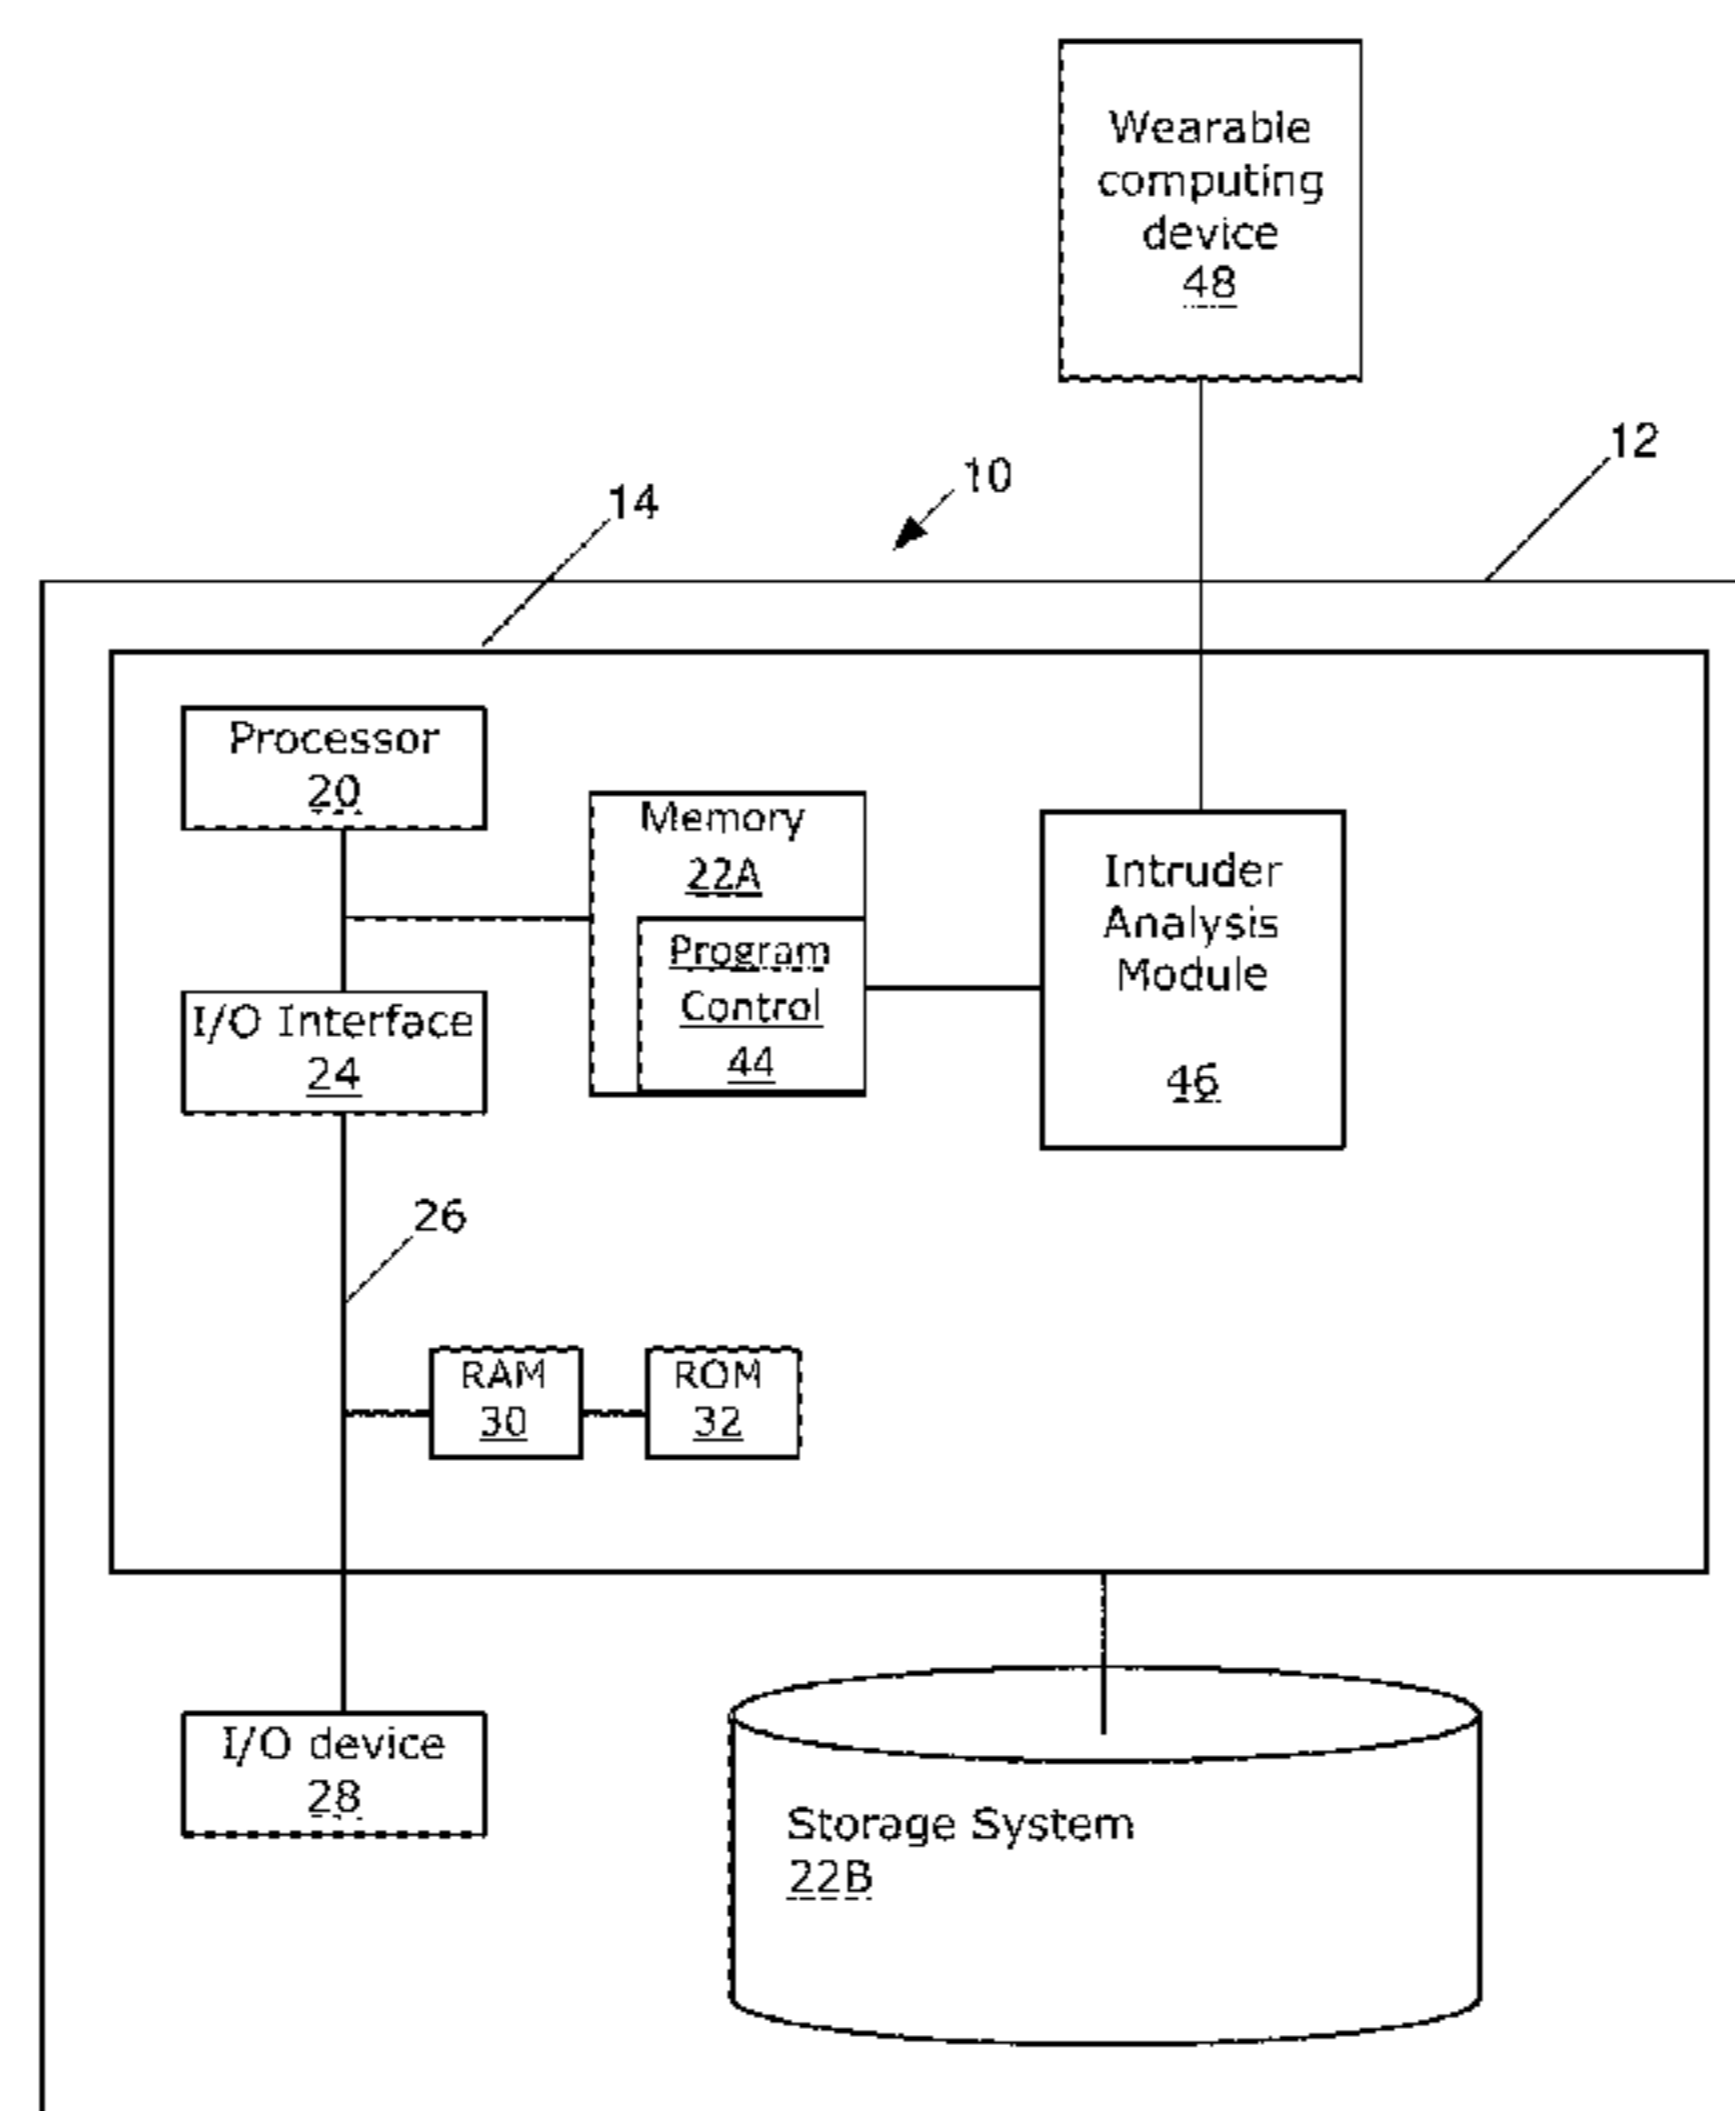 Wearable
computing
device
48
12
10
14
Processor
20
Memory
22A
Program
Control
44
Intruder
Analysis
Module
46
I/O Interface
24
26
RAM
30
ROM
32
I/O device
28
Storage System
22B